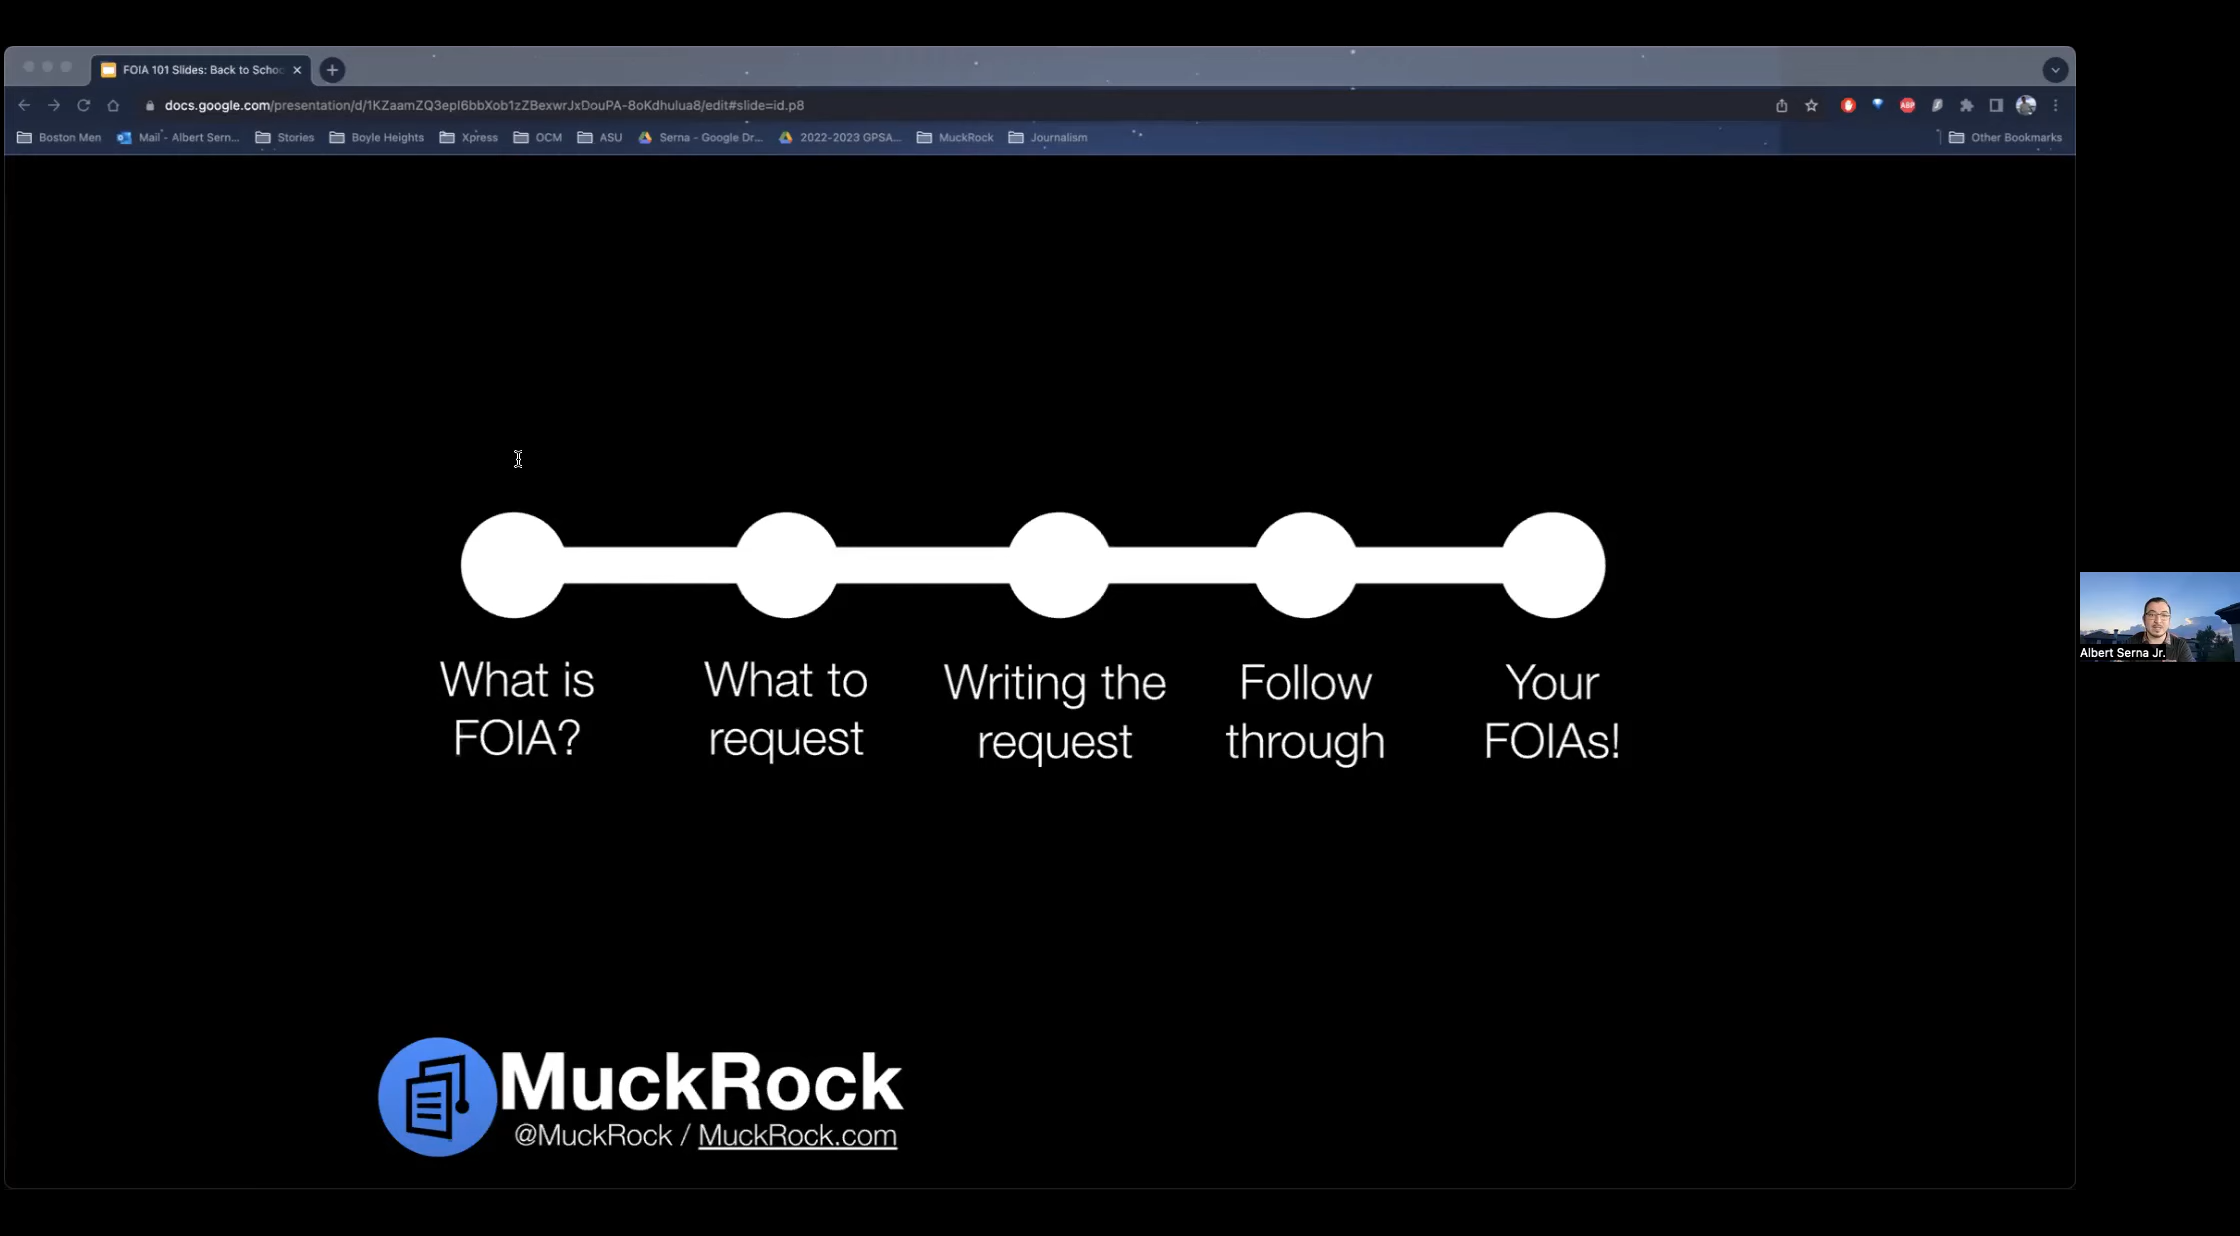 FOIA 101 Slides: Back to Schoo
docs.google.com/presentation/d/1KZaamZQ3epI6bbXob1zZBexwrJxDouPA-8oKdhulua8/edit#slide=id.p8
ABP
Boston Men
Mail - Albert Sern...
Stories
Boyle Heights
Xpress
OCM
ASU
Serna - Google Dr...
2022-2023 GPSA...
MuckRock
Journalism
Other Bookmarks
What is
FOIA?
What to
request
Writing the
request
Follow
through
Your
FOIAs!
Albert Serna Jr.
MuckRock
@MuckRock / MuckRock.com